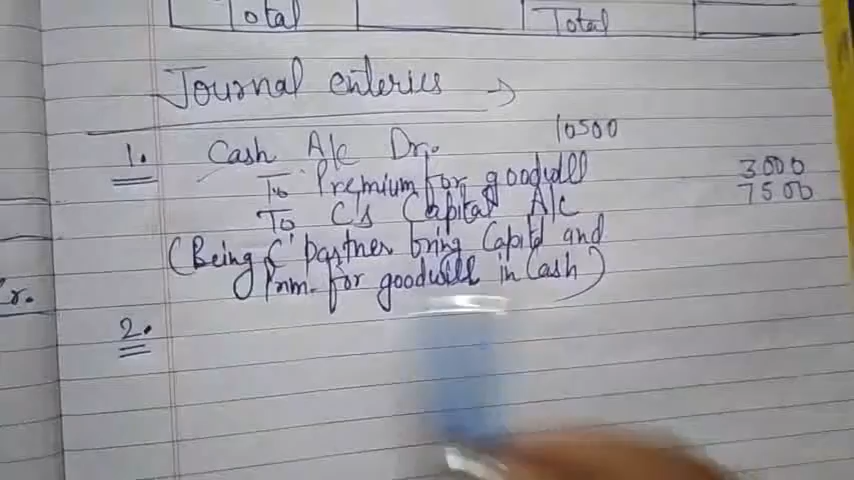 Total Total
Journal enteries →
1. Cash A/c Dr. 10500
To Premium for goodwill 3000
To C's Capital A/c 7500
(Being C partner bring Capital and
Prm. for goodwill in Cash)
r.
2.